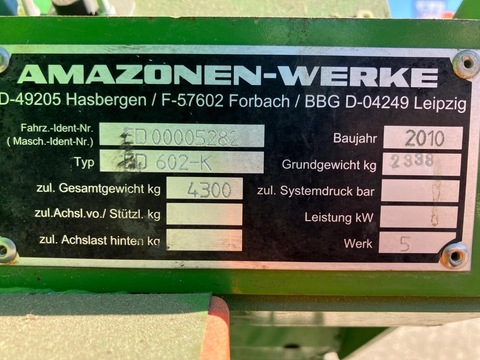 AMAZONEN-WERKE
D-49205 Hasbergen / F-57602 Forbach / BBG D-04249 Leipzig
Fahrz.-Ident-Nr. ( Masch.-Ident-Nr.) Baujahr 2010
Typ 602-K Grundgewicht kg 2338
zul. Gesamtgewicht kg 4300 zul. Systemdruck bar
zul.Achsl.vo./ Stützl. kg Leistung kW
zul. Achslast hinten kg Werk 5